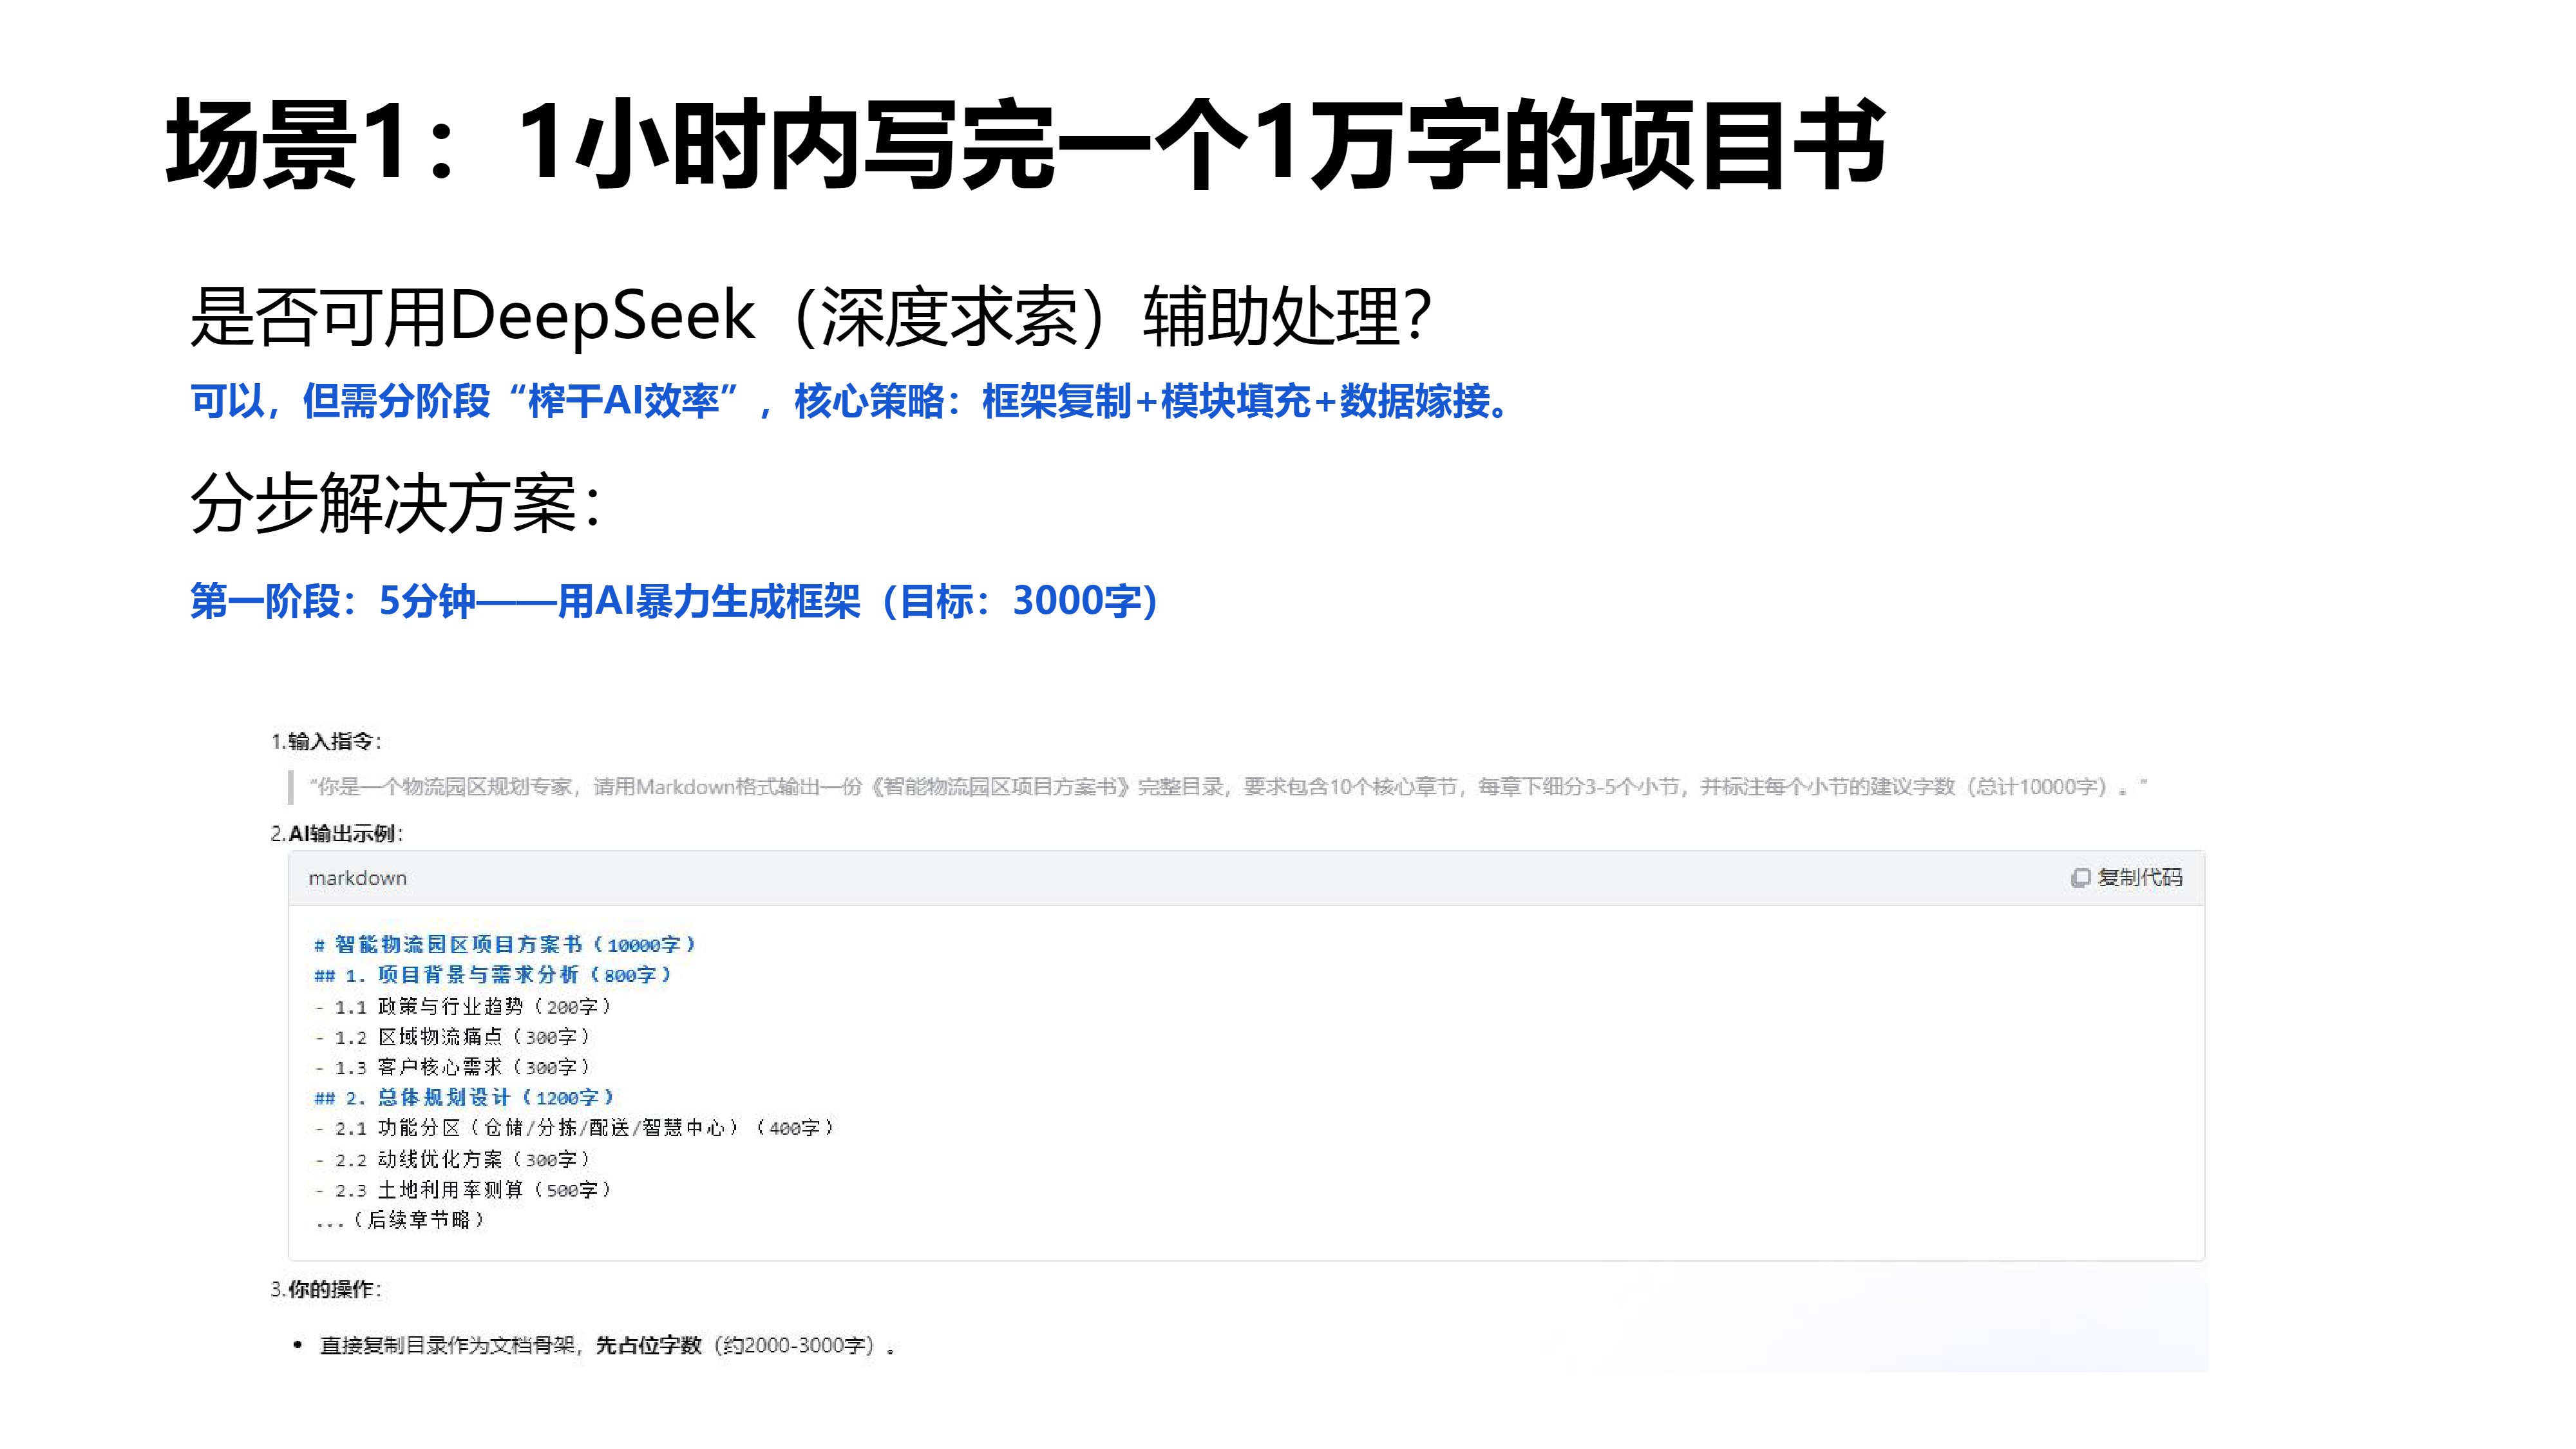 场景1：1小时内写完一个1万字的项目书
是否可用DeepSeek（深度求索）辅助处理？
可以，但需分阶段“榨干AI效率”，核心策略：框架复制+模块填充+数据嫁接。
分步解决方案：
第一阶段：5分钟——用AI暴力生成框架（目标：3000字）
1.输入指令：
“你是一个物流园区规划专家，请用Markdown格式输出一份《智能物流园区项目方案书》完整目录，要求包含10个核心章节，每章下细分3-5个小节，并标注每个小节的建议字数（总计10000字）。”
2.AI输出示例：
markdown 复制代码
# 智能物流园区项目方案书（10000字）
## 1. 项目背景与需求分析（800字）
- 1.1 政策与行业趋势（200字）
- 1.2 区域物流痛点（300字）
- 1.3 客户核心需求（300字）
## 2. 总体规划设计（1200字）
- 2.1 功能分区（仓储/分拣/配送/智慧中心）（400字）
- 2.2 动线优化方案（300字）
- 2.3 土地利用率测算（500字）
...（后续章节略）
3.你的操作：
• 直接复制目录作为文档骨架，先占位字数（约2000-3000字）。